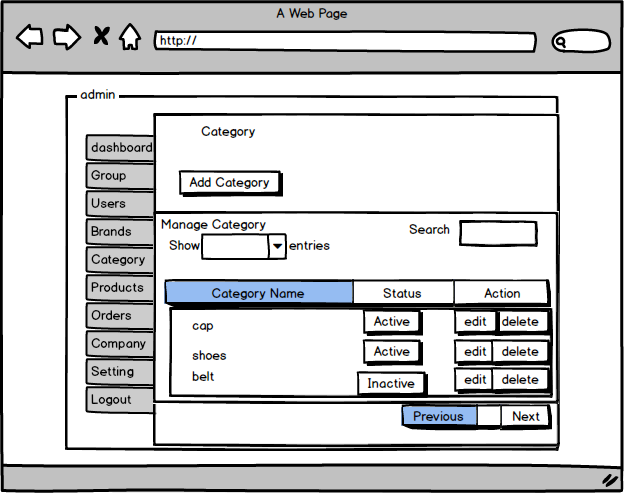 A Web Page
http://
admin
dashboard
Group
Users
Brands
Category
Products
Orders
Company
Setting
Logout
Category
Add Category
Manage Category
Show entries
Search
Category Name Status Action
cap Active edit delete
shoes Active edit delete
belt Inactive edit delete
Previous Next